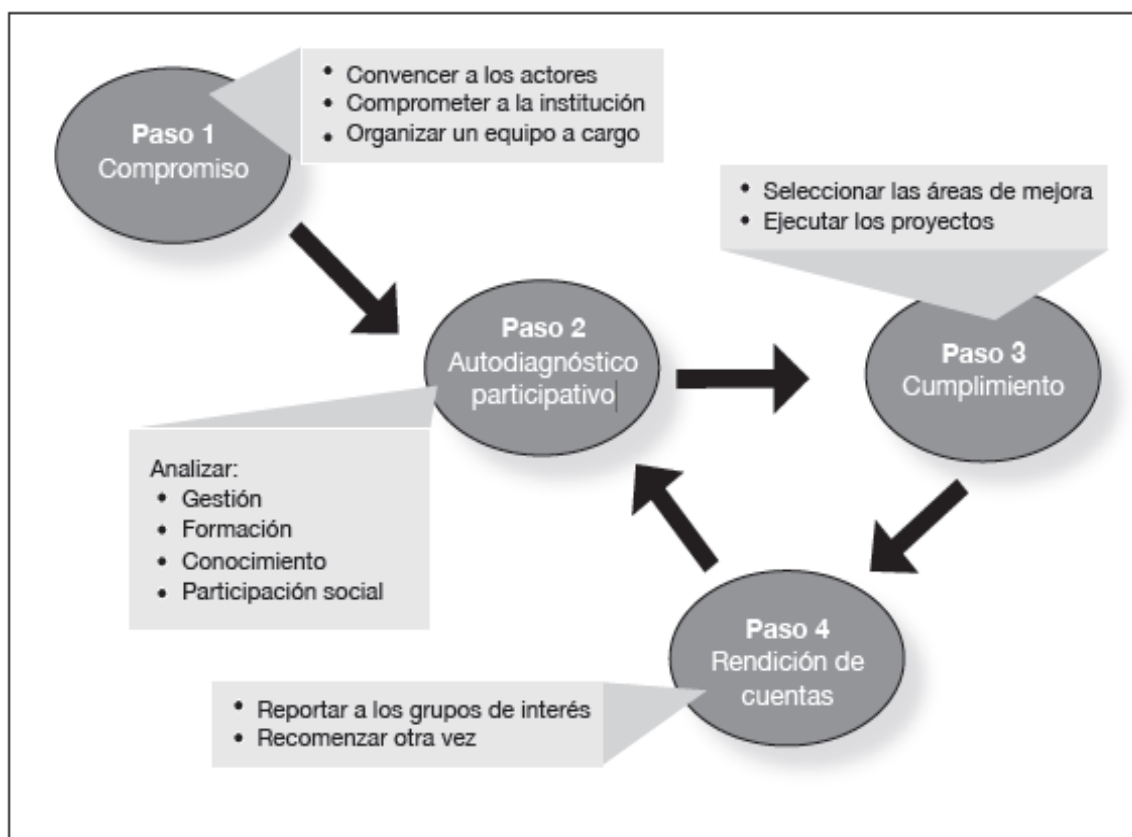 Paso 1
Compromiso
• Convencer a los actores
• Comprometer a la institución
• Organizar un equipo a cargo
Paso 2
Autodiagnóstico
participativo
Analizar:
• Gestión
• Formación
• Conocimiento
• Participación social
• Seleccionar las áreas de mejora
• Ejecutar los proyectos
Paso 3
Cumplimiento
Paso 4
Rendición de
cuentas
• Reportar a los grupos de interés
• Recomenzar otra vez